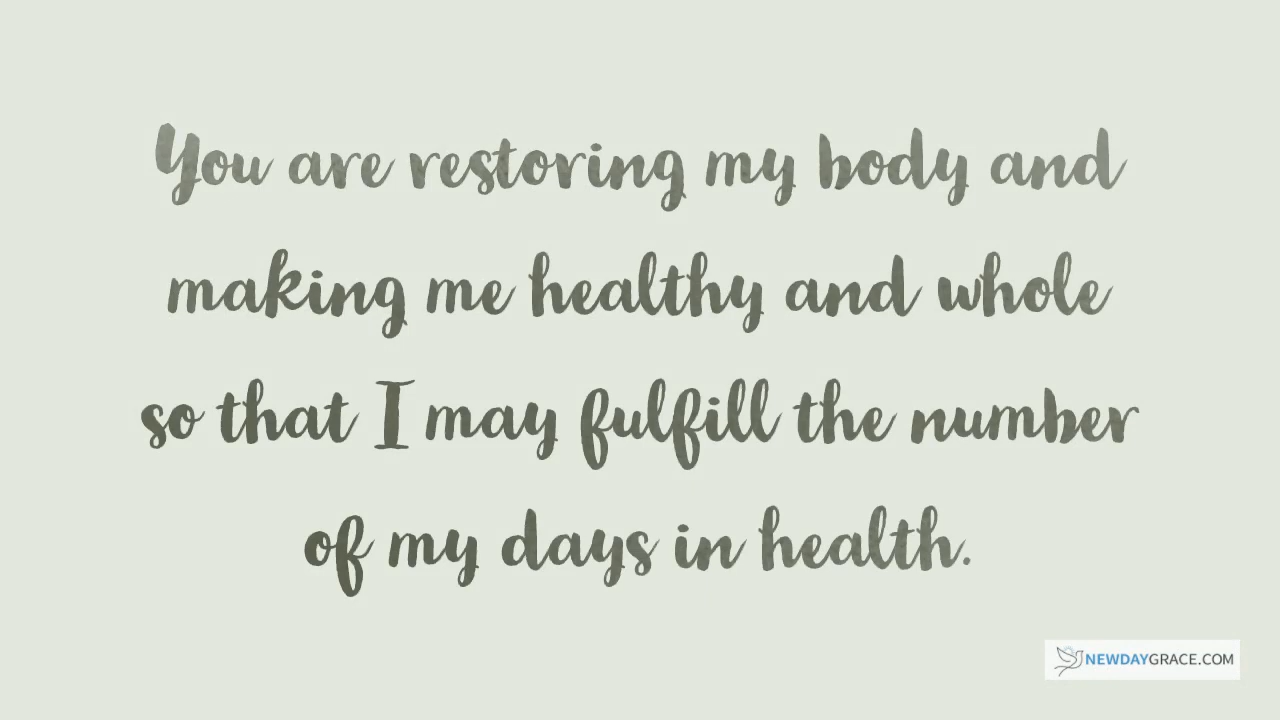 You are restoring my body and
making me healthy and whole
so that I may fulfill the number
of my days in health.
NEWDAYGRACE.COM